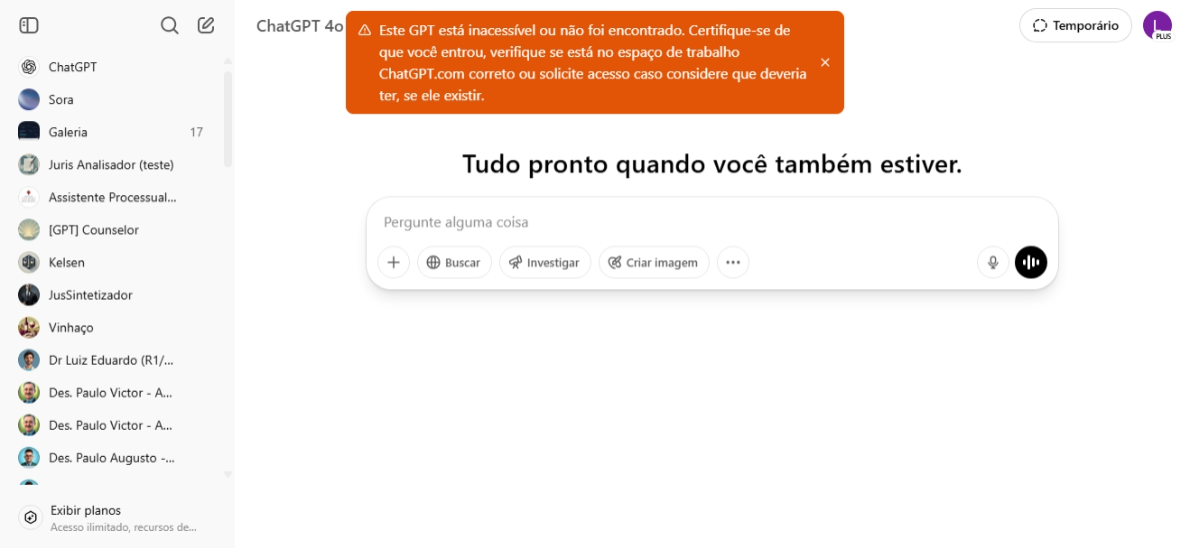 ChatGPT 4o
Este GPT está inacessível ou não foi encontrado. Certifique-se de
que você entrou, verifique se está no espaço de trabalho
ChatGPT.com correto ou solicite acesso caso considere que deveria
ter, se ele existir.
Temporário
L
PLUS
ChatGPT
Sora
Galeria 17
Juris Analisador (teste)
Assistente Processual...
[GPT] Counselor
Kelsen
JusSintetizador
Vinhaço
Dr Luiz Eduardo (R1/...
Des. Paulo Victor - A...
Des. Paulo Victor - A...
Des. Paulo Augusto -...
Exibir planos
Acesso ilimitado, recursos de...
Tudo pronto quando você também estiver.
Pergunte alguma coisa
Buscar
Investigar
Criar imagem